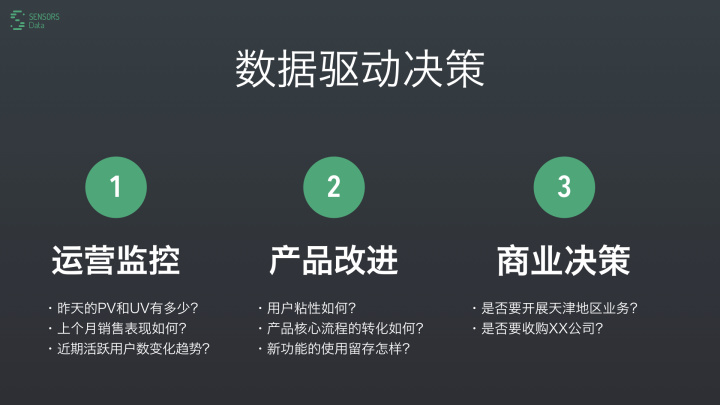 SENSORS
Data
数据驱动决策
1
运营监控
· 昨天的PV和UV有多少?
· 上个月销售表现如何?
· 近期活跃用户数变化趋势?
2
产品改进
· 用户粘性如何?
· 产品核心流程的转化如何?
· 新功能的使用留存怎样?
3
商业决策
· 是否要开展天津地区业务?
· 是否要收购XX公司?